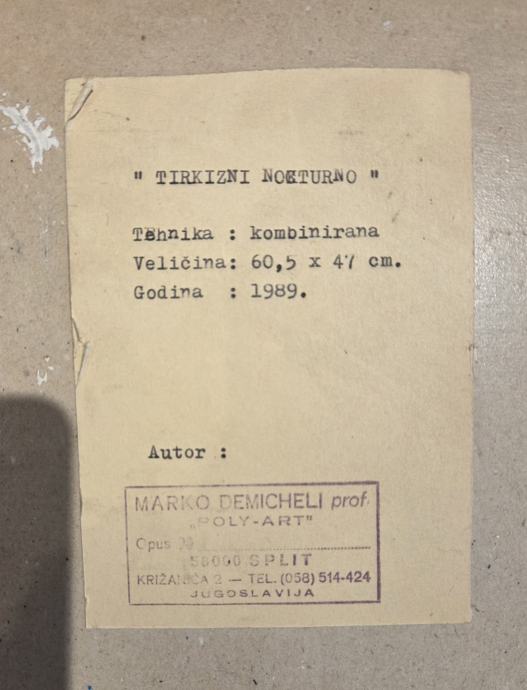 " TIRKIZNI NOKTURNO "
Tehnika : kombinirana
Veličina: 60,5 x 47 cm.
Godina : 1989.
Autor :
MARKO DEMICHELI prof.
„POLY-ART"
Opus
58000 SPLIT
KRIŽANIĆA 2 — TEL. (058) 514-424
JUGOSLAVIJA